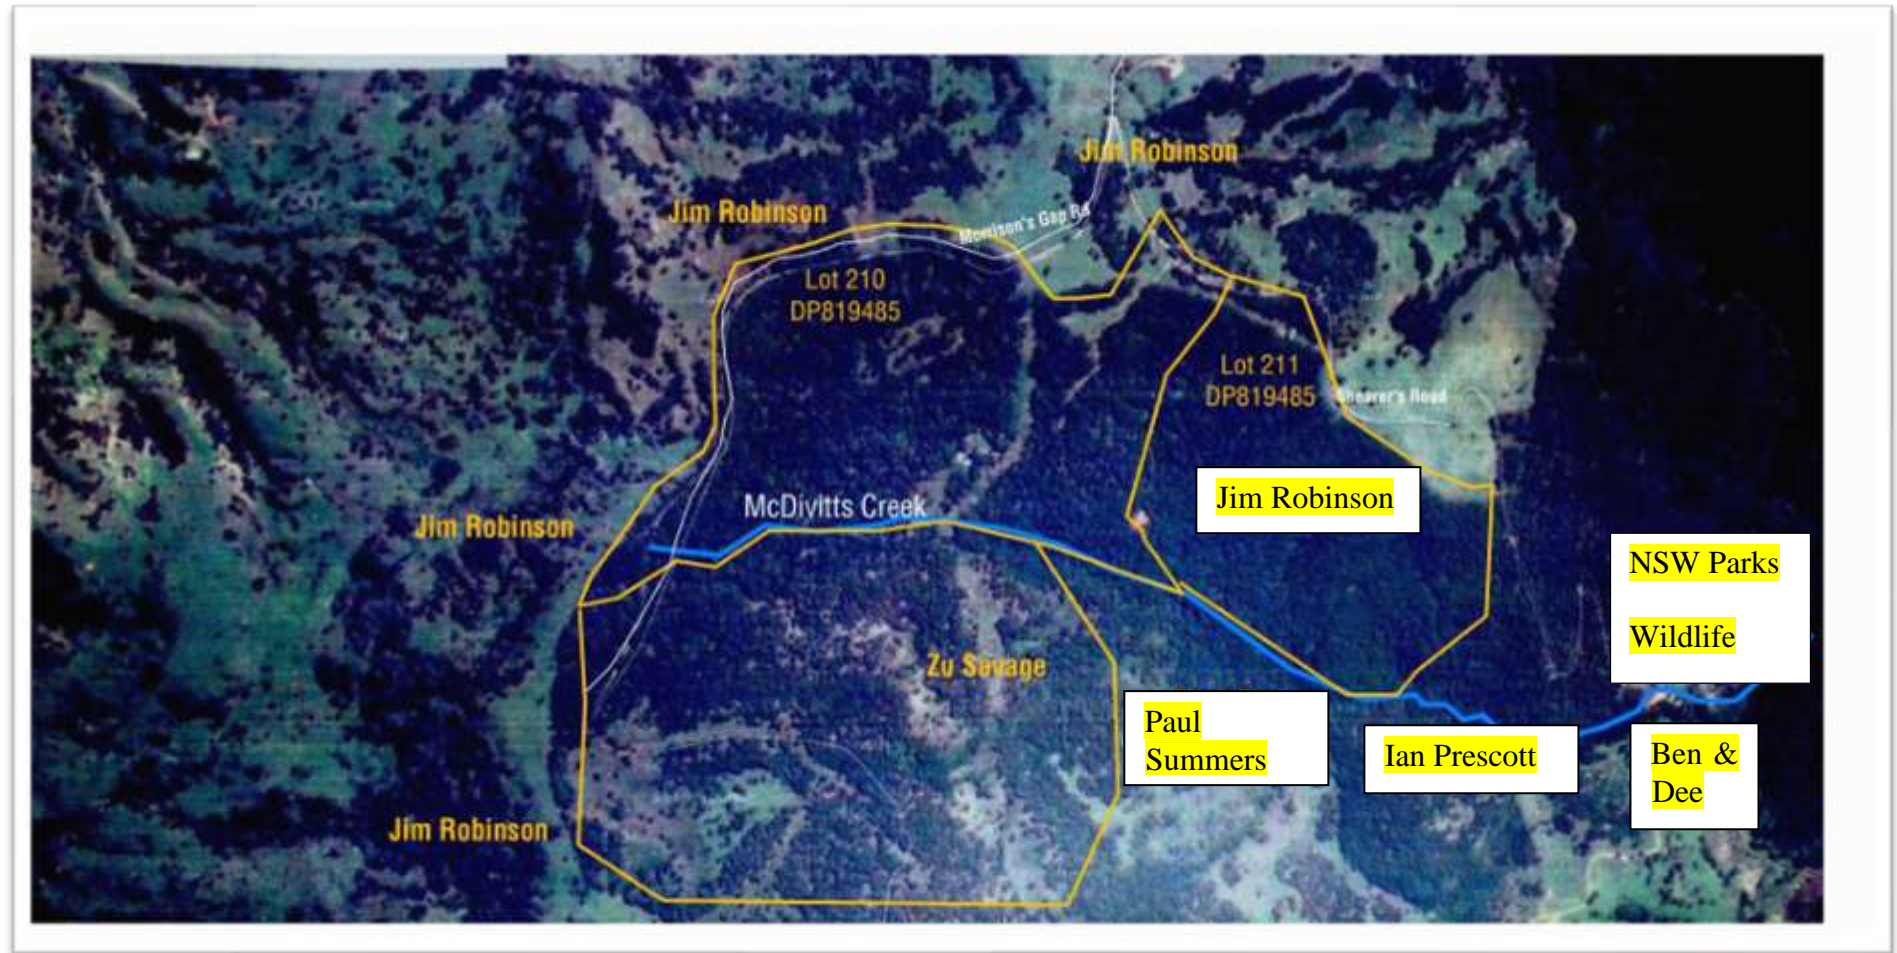 Jim Robinson
Jim Robinson
Morrison's Gap Rd
Lot 210
DP819485
Lot 211
DP819485
Shearer's Road
Jim Robinson
McDivitts Creek
Jim Robinson
NSW Parks
Wildlife
Zu Savage
Paul
Summers
Ian Prescott
Ben &
Dee
Jim Robinson